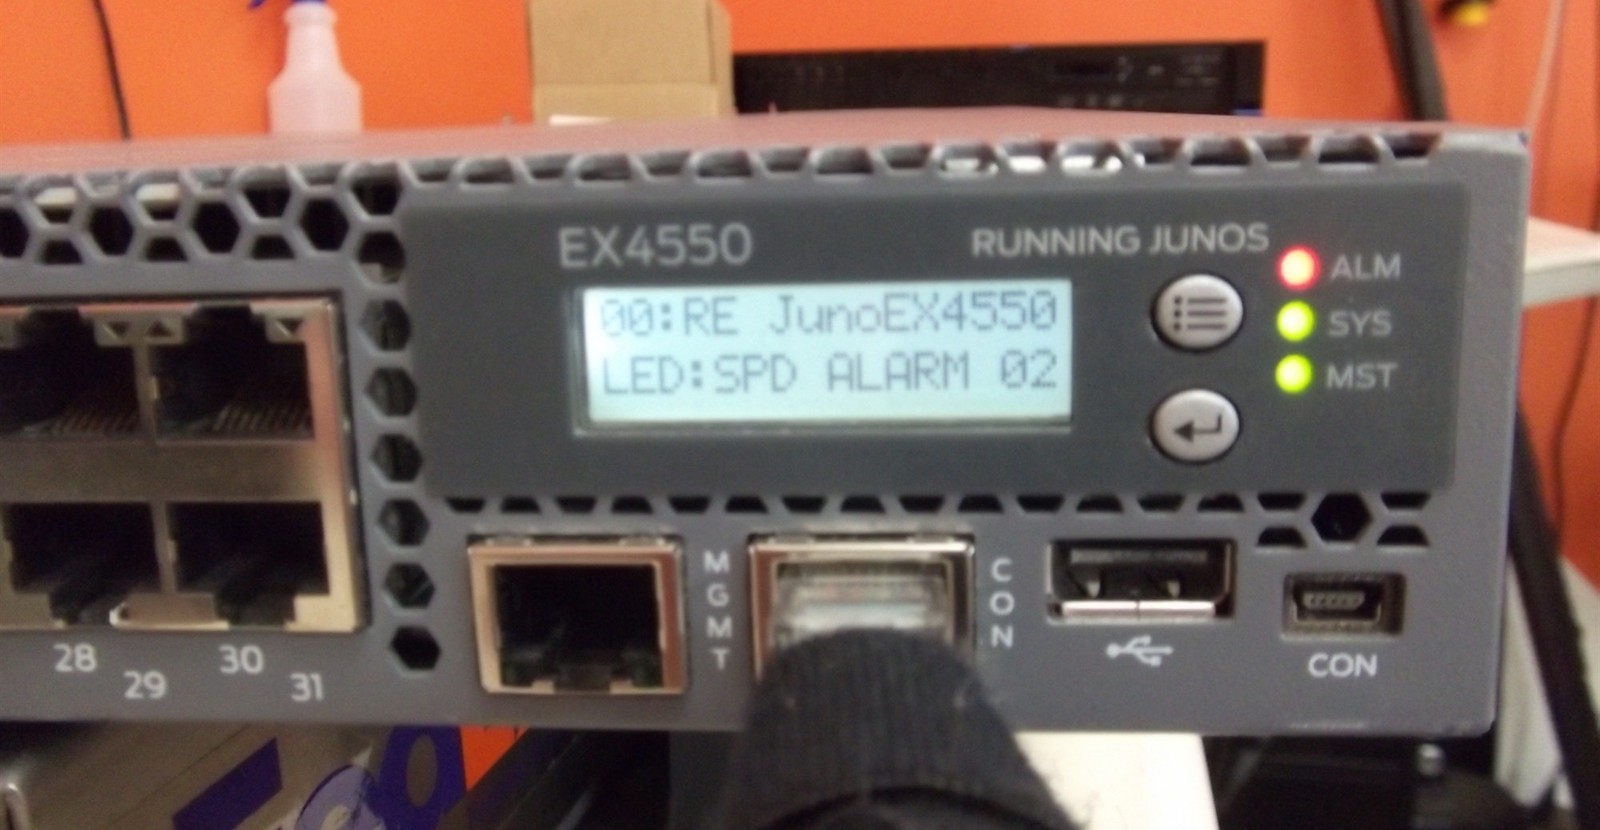 EX4550
RUNNING JUNOS
00:RE JunoEX4550
LED:SPD ALARM 02
ALM
SYS
MST
MGMT
CON
28
29
30
31
CON